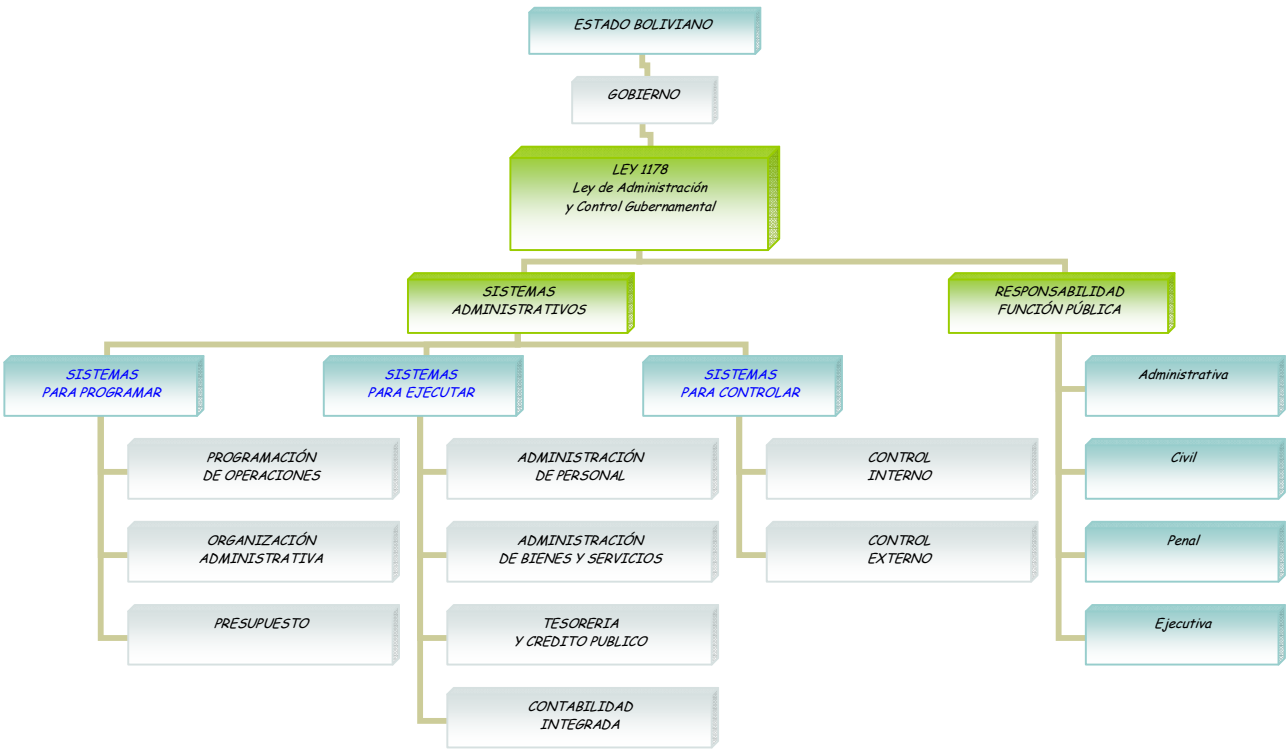 ESTADO BOLIVIANO
GOBIERNO
LEY 1178
Ley de Administración
y Control Gubernamental
SISTEMAS
ADMINISTRATIVOS
RESPONSABILIDAD
FUNCIÓN PÚBLICA
SISTEMAS
PARA PROGRAMAR
SISTEMAS
PARA EJECUTAR
SISTEMAS
PARA CONTROLAR
PROGRAMACIÓN
DE OPERACIONES
ORGANIZACIÓN
ADMINISTRATIVA
PRESUPUESTO
ADMINISTRACIÓN
DE PERSONAL
ADMINISTRACIÓN
DE BIENES Y SERVICIOS
TESORERIA
Y CREDITO PUBLICO
CONTABILIDAD
INTEGRADA
CONTROL
INTERNO
CONTROL
EXTERNO
Administrativa
Civil
Penal
Ejecutiva